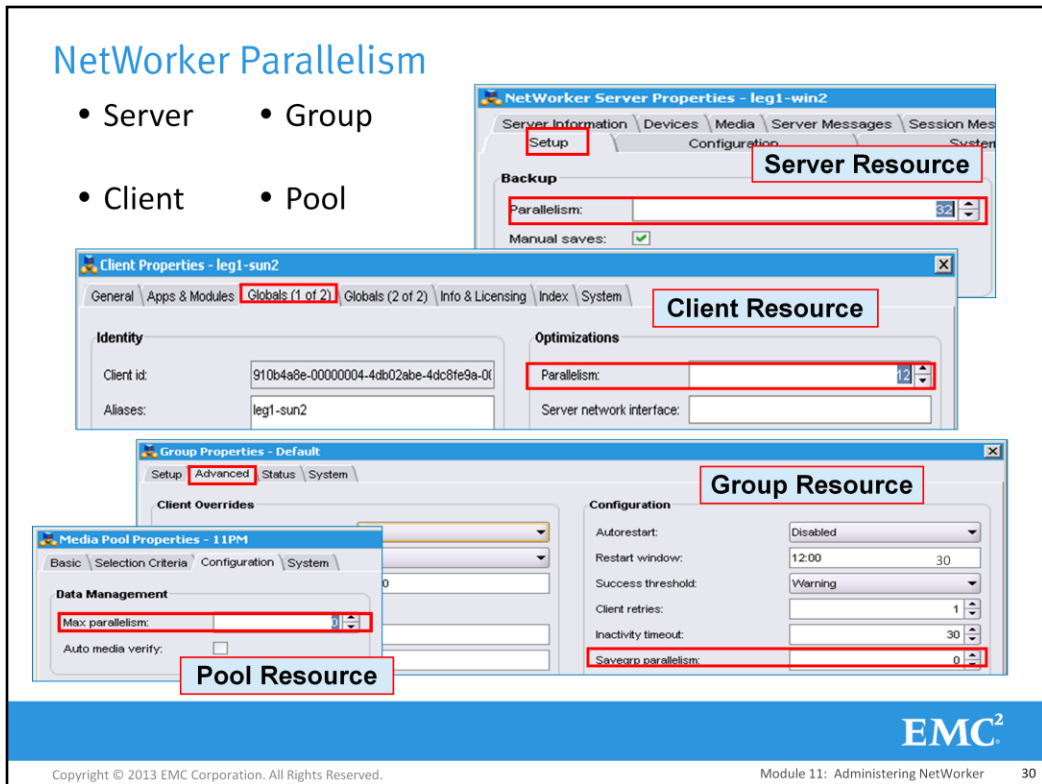 NetWorker Parallelism
• Server • Group
• Client • Pool
NetWorker Server Properties - leg1-win2
Server Information Devices Media Server Messages Session Mes
Setup Configuration System
Server Resource
Backup
Parallelism: 32
Manual saves:
Client Properties - leg1-sun2
General Apps & Modules Globals (1 of 2) Globals (2 of 2) Info & Licensing Index System
Client Resource
Identity
Optimizations
Client id: 910b4a8e-00000004-4db02abe-4dc8fe9a-0(
Parallelism: 12
Aliases: leg1-sun2
Server network interface:
Group Properties - Default
Setup Advanced Status System
Group Resource
Client Overrides
Configuration
Autorestart: Disabled
Restart window: 12:00 30
Success threshold: Warning
Client retries: 1
Inactivity timeout: 30
Savegrp parallelism: 0
0
Media Pool Properties - 11PM
Basic Selection Criteria Configuration System
Data Management
Max parallelism: 0
Auto media verify:
Pool Resource
EMC²
Copyright © 2013 EMC Corporation. All Rights Reserved.
Module 11: Administering NetWorker 30